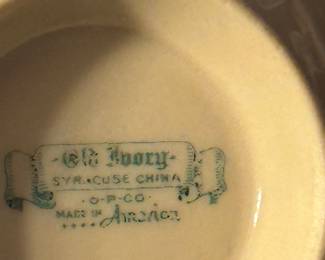 Old Ivory
SYRACUSE CHINA
·O·P·CO·
MADE IN America